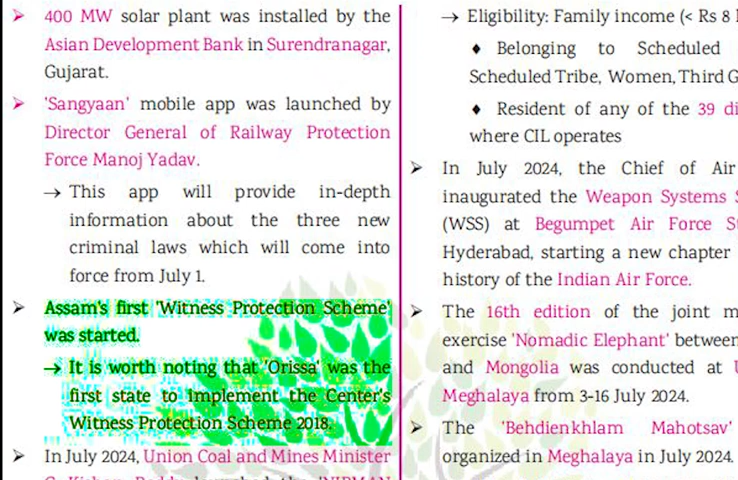 ➢ 400 MW solar plant was installed by the
Asian Development Bank in Surendranagar,
Gujarat.
➢ 'Sangyaan' mobile app was launched by
Director General of Railway Protection
Force Manoj Yadav.
→ This app will provide in-depth
information about the three new
criminal laws which will come into
force from July 1.
➢ Assam's first 'Witness Protection Scheme'
was started.
→ It is worth noting that 'Orissa' was the
first state to implement the Center's
Witness Protection Scheme 2018.
➢ In July 2024, Union Coal and Mines Minister
→ Eligibility: Family income (< Rs 8
♦ Belonging to Scheduled
Scheduled Tribe, Women, Third
♦ Resident of any of the 39
where CIL operates
➢ In July 2024, the Chief of Air
inaugurated the Weapon Systems
(WSS) at Begumpet Air Force
Hyderabad, starting a new chapter
history of the Indian Air Force.
➢ The 16th edition of the joint
exercise 'Nomadic Elephant' between
and Mongolia was conducted at
Meghalaya from 3-16 July 2024.
➢ The 'Behdienkhlam Mahotsav'
organized in Meghalaya in July 2024.